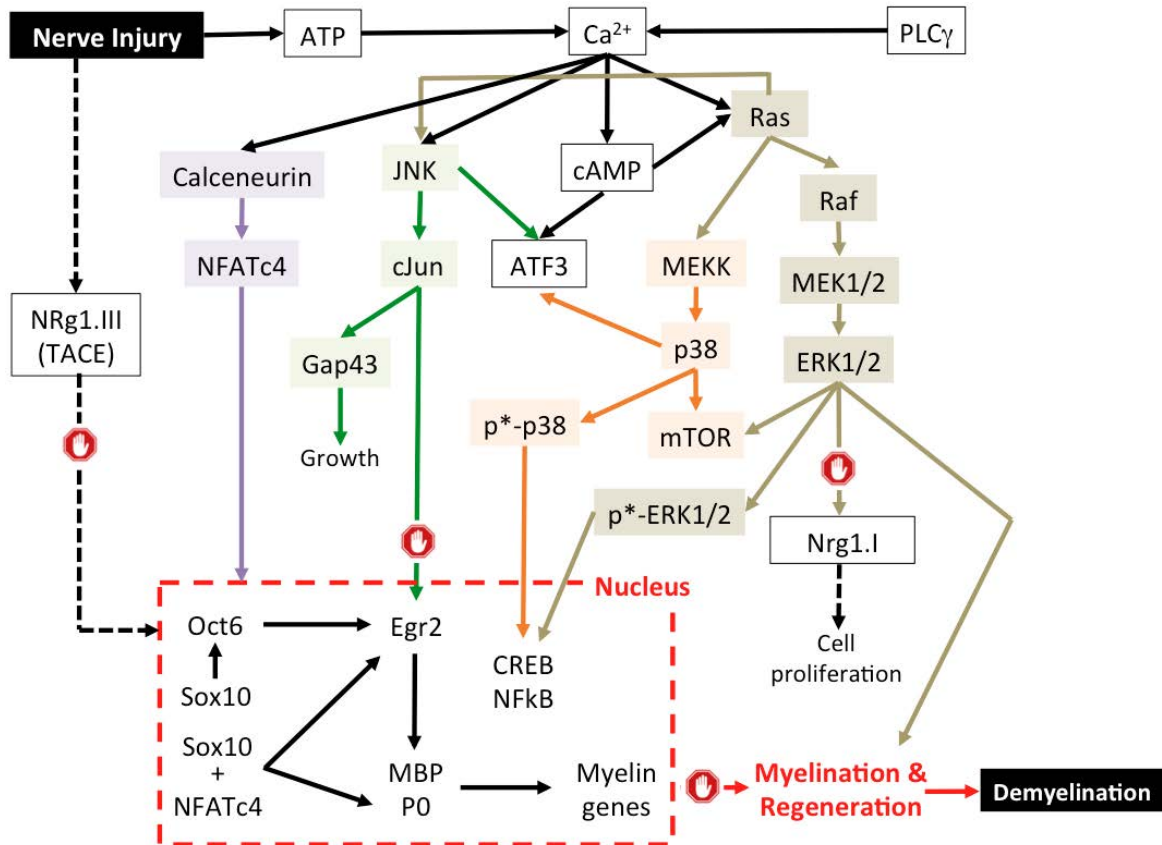 Nerve Injury
ATP
Ca2+
PLCγ
Ras
Calceneurin
JNK
cAMP
Raf
NFATc4
cJun
ATF3
MEKK
MEK1/2
NRg1.III
(TACE)
Gap43
p38
ERK1/2
p*-p38
mTOR
Growth
p*-ERK1/2
Nrg1.I
Nucleus
Oct6
Egr2
CREB
NFkB
Cell
proliferation
Sox10
Sox10
+
NFATc4
MBP
P0
Myelin
genes
Myelination &
Regeneration
Demyelination